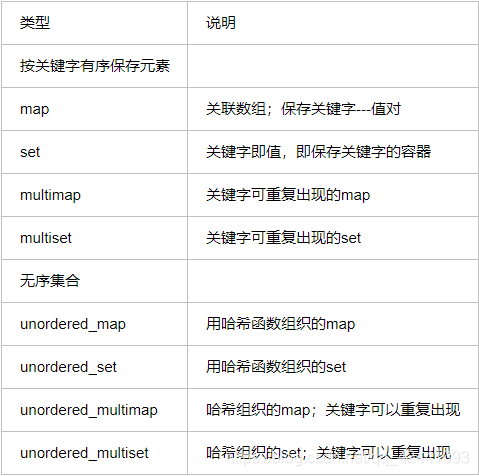 类型 说明
按关键字有序保存元素
map 关联数组；保存关键字---值对
set 关键字即值，即保存关键字的容器
multimap 关键字可重复出现的map
multiset 关键字可重复出现的set
无序集合
unordered_map 用哈希函数组织的map
unordered_set 用哈希函数组织的set
unordered_multimap 哈希组织的map；关键字可以重复出现
unordered_multiset 哈希组织的set；关键字可以重复出现